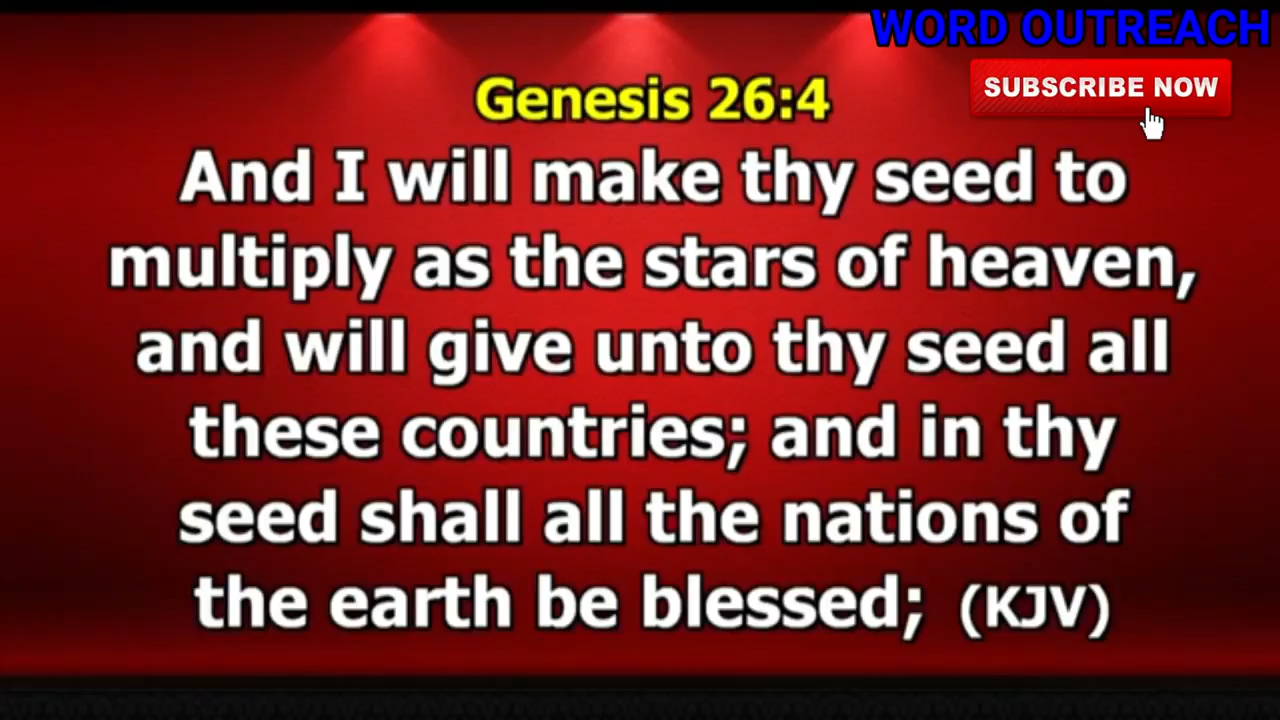 WORD OUTREACH
SUBSCRIBE NOW
Genesis 26:4
And I will make thy seed to
multiply as the stars of heaven,
and will give unto thy seed all
these countries; and in thy
seed shall all the nations of
the earth be blessed; (KJV)